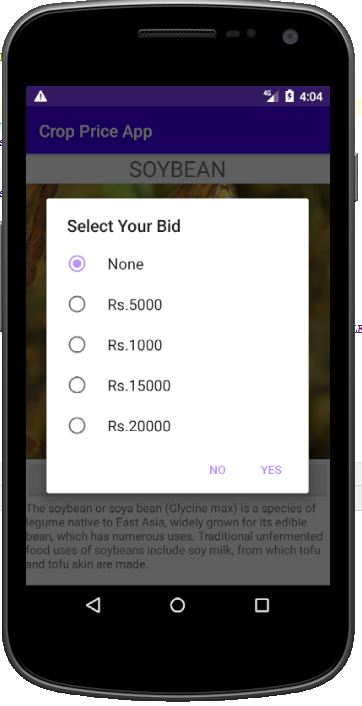 4G 4:04
Crop Price App
SOYBEAN
Select Your Bid
None
Rs.5000
Rs.1000
Rs.15000
Rs.20000
NO YES
The soybean or soya bean (Glycine max) is a species of
legume native to East Asia, widely grown for its edible
bean, which has numerous uses. Traditional unfermented
food uses of soybeans include soy milk, from which tofu
and tofu skin are made.